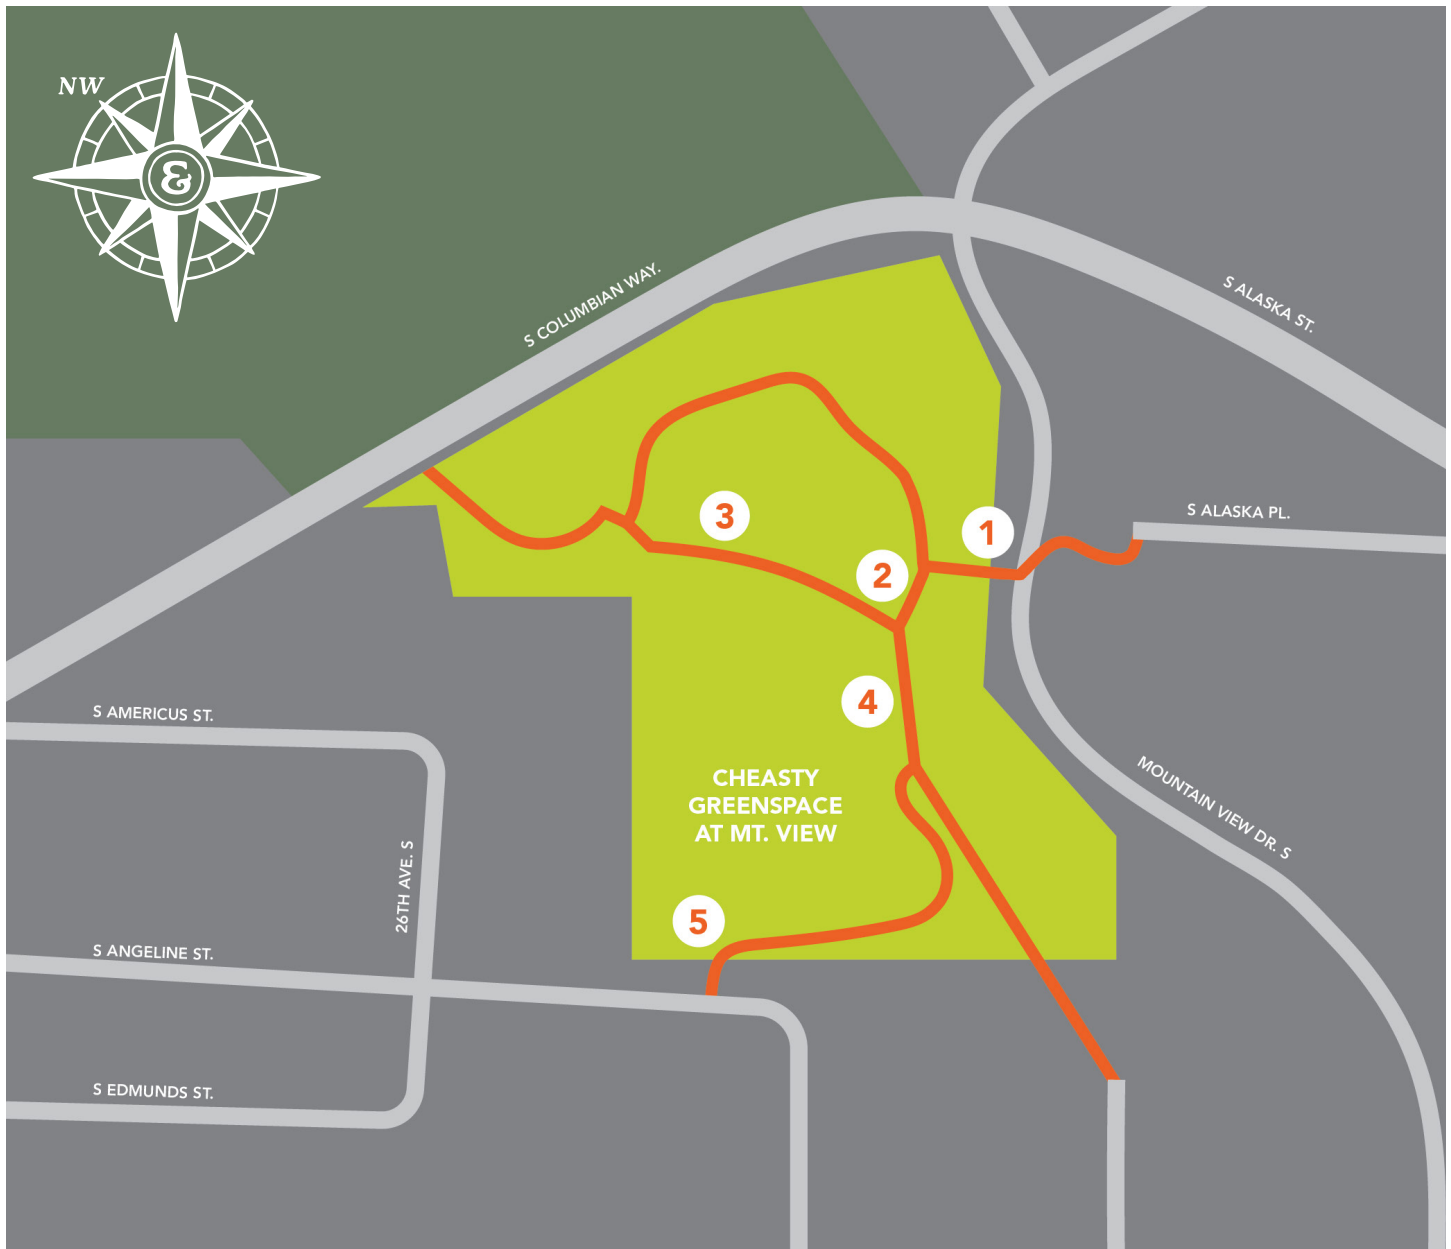 NW
&
S COLUMBIAN WAY.
S ALASKA ST.
S ALASKA PL.
1
3
2
4
S AMERICUS ST.
CHEASTY
GREENSPACE
AT MT. VIEW
MOUNTAIN VIEW DR. S
26TH AVE. S
5
S ANGELINE ST.
S EDMUNDS ST.